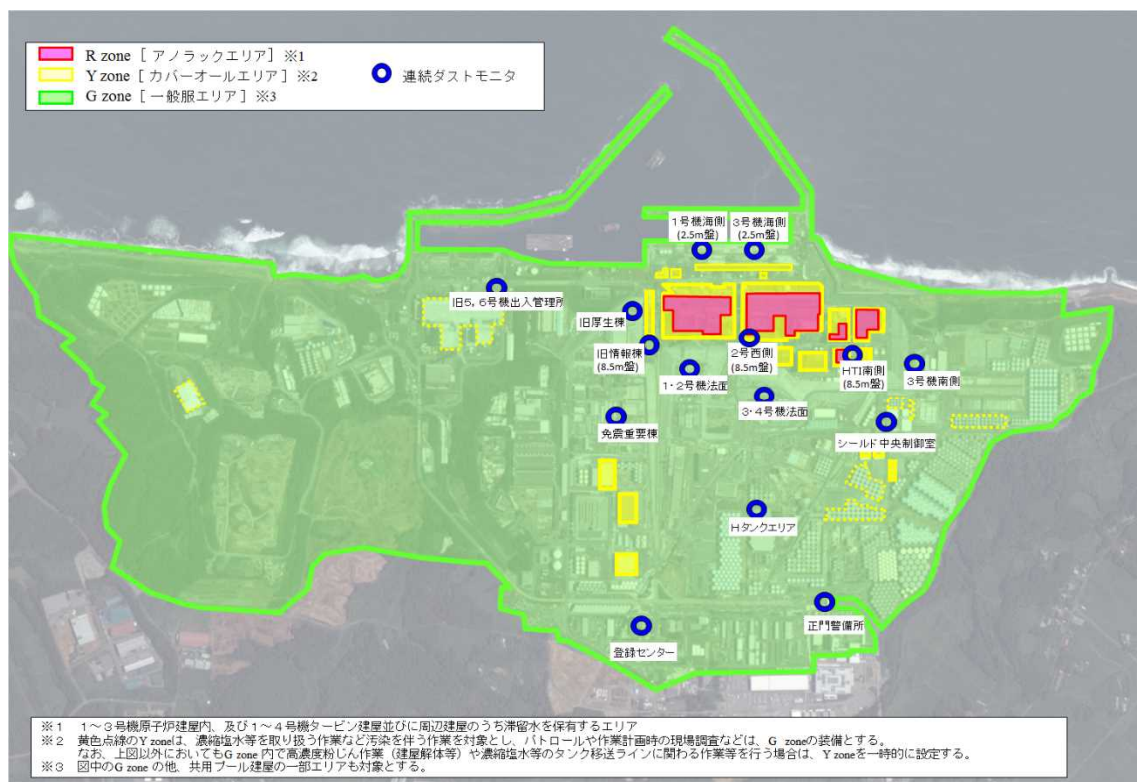 R zone [ アノラックエリア] ※1
Y zone [ カバーオールエリア] ※2
G zone [ 一般服エリア] ※3
連続ダストモニタ
1号機海側
(2.5m盤)
3号機海側
(2.5m盤)
旧5, 6号機出入管理所
旧厚生棟
旧情報棟
(8.5m盤)
2号西側
(8.5m盤)
HTI南側
(8.5m盤)
3号機南側
1・2号機法面
3・4号機法面
免震重要棟
シールド中央制御室
Hタンクエリア
正門警備所
登録センター
※1 1～3号機原子炉建屋内、及び1～4号機タービン建屋並びに周辺建屋のうち滞留水を保有するエリア
※2 黄色点線のY zoneは、濃縮塩水等を取り扱う作業など汚染を伴う作業を対象とし、パトロールや作業計画時の現場調査などは、G zoneの装備とする。
なお、上図以外においてもG zone内で高濃度粉じん作業（建屋解体等）や濃縮塩水等のタンク移送ラインに関わる作業等を行う場合は、Y zoneを一時的に設定する。
※3 図中のG zone の他、共用プール建屋の一部エリアも対象とする。